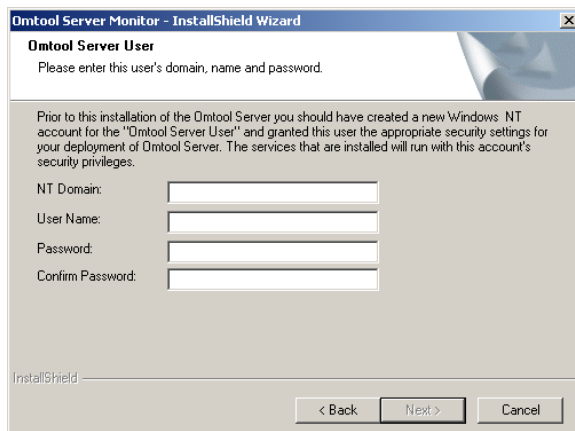 Omtool Server Monitor - InstallShield Wizard
Omtool Server User
Please enter this user's domain, name and password.
Prior to this installation of the Omtool Server you should have created a new Windows NT
account for the "Omtool Server User" and granted this user the appropriate security settings for
your deployment of Omtool Server. The services that are installed will run with this account's
security privileges.
NT Domain:
User Name:
Password:
Confirm Password:
InstallShield
< Back Next > Cancel